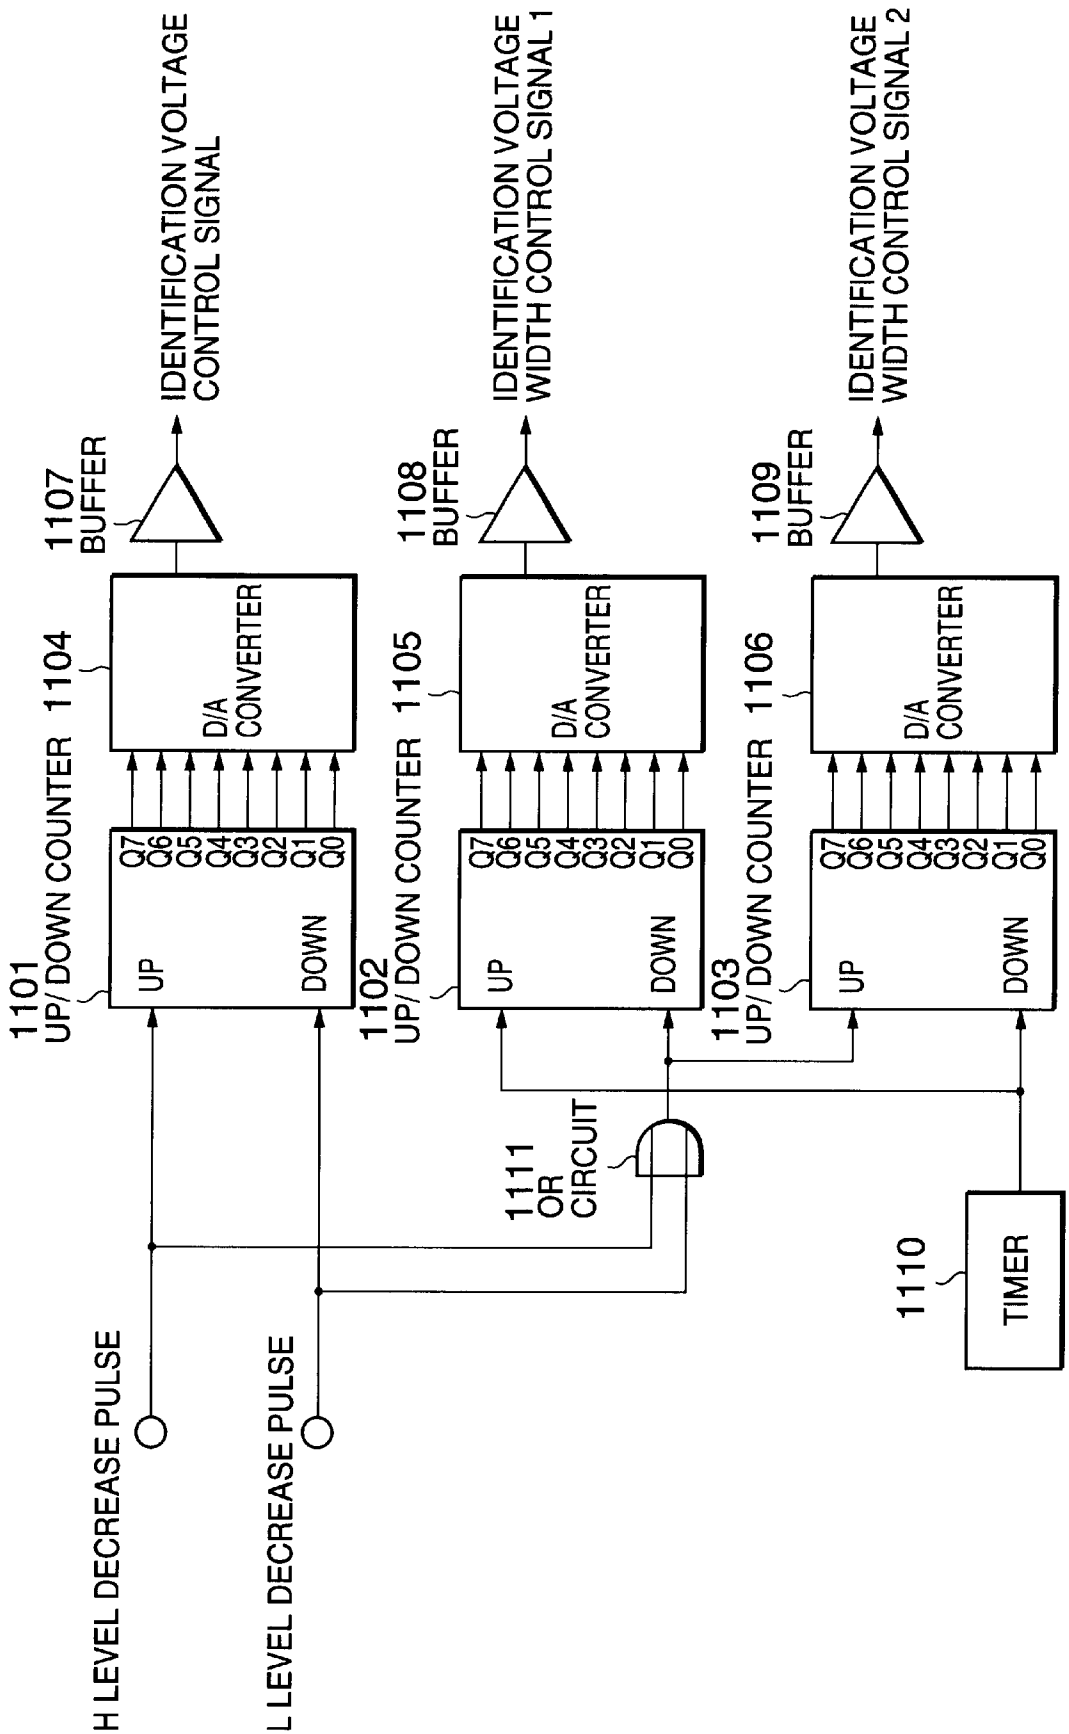 H LEVEL DECREASE PULSE
L LEVEL DECREASE PULSE
1101
UP/ DOWN COUNTER
UP
DOWN
Q7
Q6
Q5
Q4
Q3
Q2
Q1
Q0
1104
D/A
CONVERTER
1107
BUFFER
IDENTIFICATION VOLTAGE
CONTROL SIGNAL
1111
OR
CIRCUIT
1102
UP/ DOWN COUNTER
UP
DOWN
Q7
Q6
Q5
Q4
Q3
Q2
Q1
Q0
1105
D/A
CONVERTER
1108
BUFFER
IDENTIFICATION VOLTAGE
WIDTH CONTROL SIGNAL 1
1110
TIMER
1103
UP/ DOWN COUNTER
UP
DOWN
Q7
Q6
Q5
Q4
Q3
Q2
Q1
Q0
1106
D/A
CONVERTER
1109
BUFFER
IDENTIFICATION VOLTAGE
WIDTH CONTROL SIGNAL 2